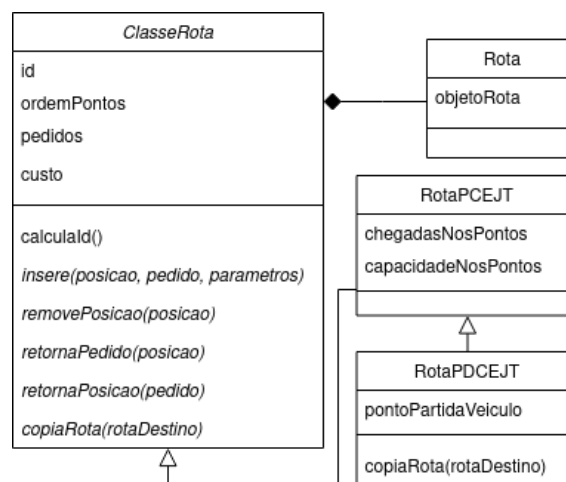 ClasseRota
id
ordemPontos
pedidos
custo
calculaId()
insere(posicao, pedido, parametros)
removePosicao(posicao)
retornaPedido(posicao)
retornaPosicao(pedido)
copiaRota(rotaDestino)
Rota
objetoRota
RotaPCEJT
chegadasNosPontos
capacidadeNosPontos
RotaPDCEJT
pontoPartidaVeiculo
copiaRota(rotaDestino)